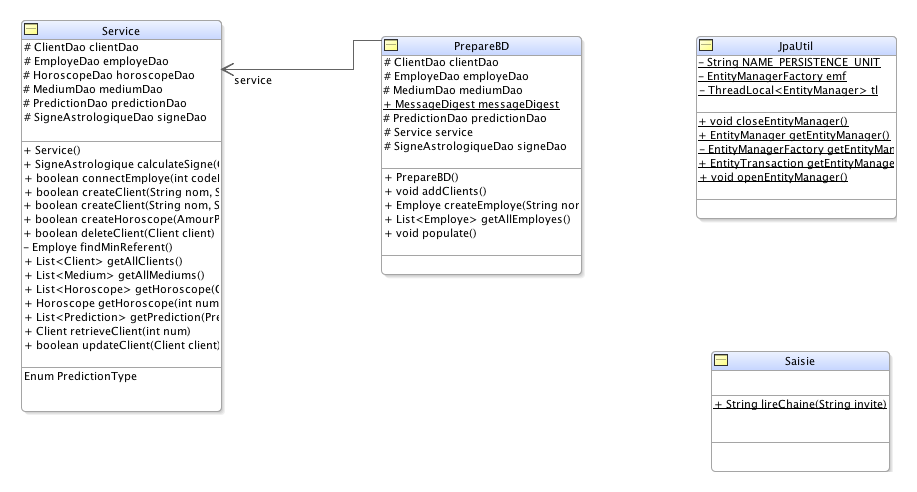 Service
# ClientDao clientDao
# EmployeDao employeDao
# HoroscopeDao horoscopeDao
# MediumDao mediumDao
# PredictionDao predictionDao
# SigneAstrologiqueDao signeDao
+ Service()
+ SigneAstrologique calculateSigne(
+ boolean connectEmploye(int code
+ boolean createClient(String nom, S
+ boolean createClient(String nom, S
+ boolean createHoroscope(AmourP
+ boolean deleteClient(Client client)
- Employe findMinReferent()
+ List<Client> getAllClients()
+ List<Medium> getAllMediums()
+ List<Horoscope> getHoroscope(
+ Horoscope getHoroscope(int num
+ List<Prediction> getPrediction(Pre
+ Client retrieveClient(int num)
+ boolean updateClient(Client client)
Enum PredictionType
service
PrepareBD
# ClientDao clientDao
# EmployeDao employeDao
# MediumDao mediumDao
+ MessageDigest messageDigest
# PredictionDao predictionDao
# Service service
# SigneAstrologiqueDao signeDao
+ PrepareBD()
+ void addClients()
+ Employe createEmploye(String nor
+ List<Employe> getAllEmployes()
+ void populate()
JpaUtil
- String NAME_PERSISTENCE_UNIT
- EntityManagerFactory emf
- ThreadLocal<EntityManager> tl
+ void closeEntityManager()
+ EntityManager getEntityManager()
- EntityManagerFactory getEntityMar
+ EntityTransaction getEntityManage
+ void openEntityManager()
Saisie
+ String lireChaine(String invite)